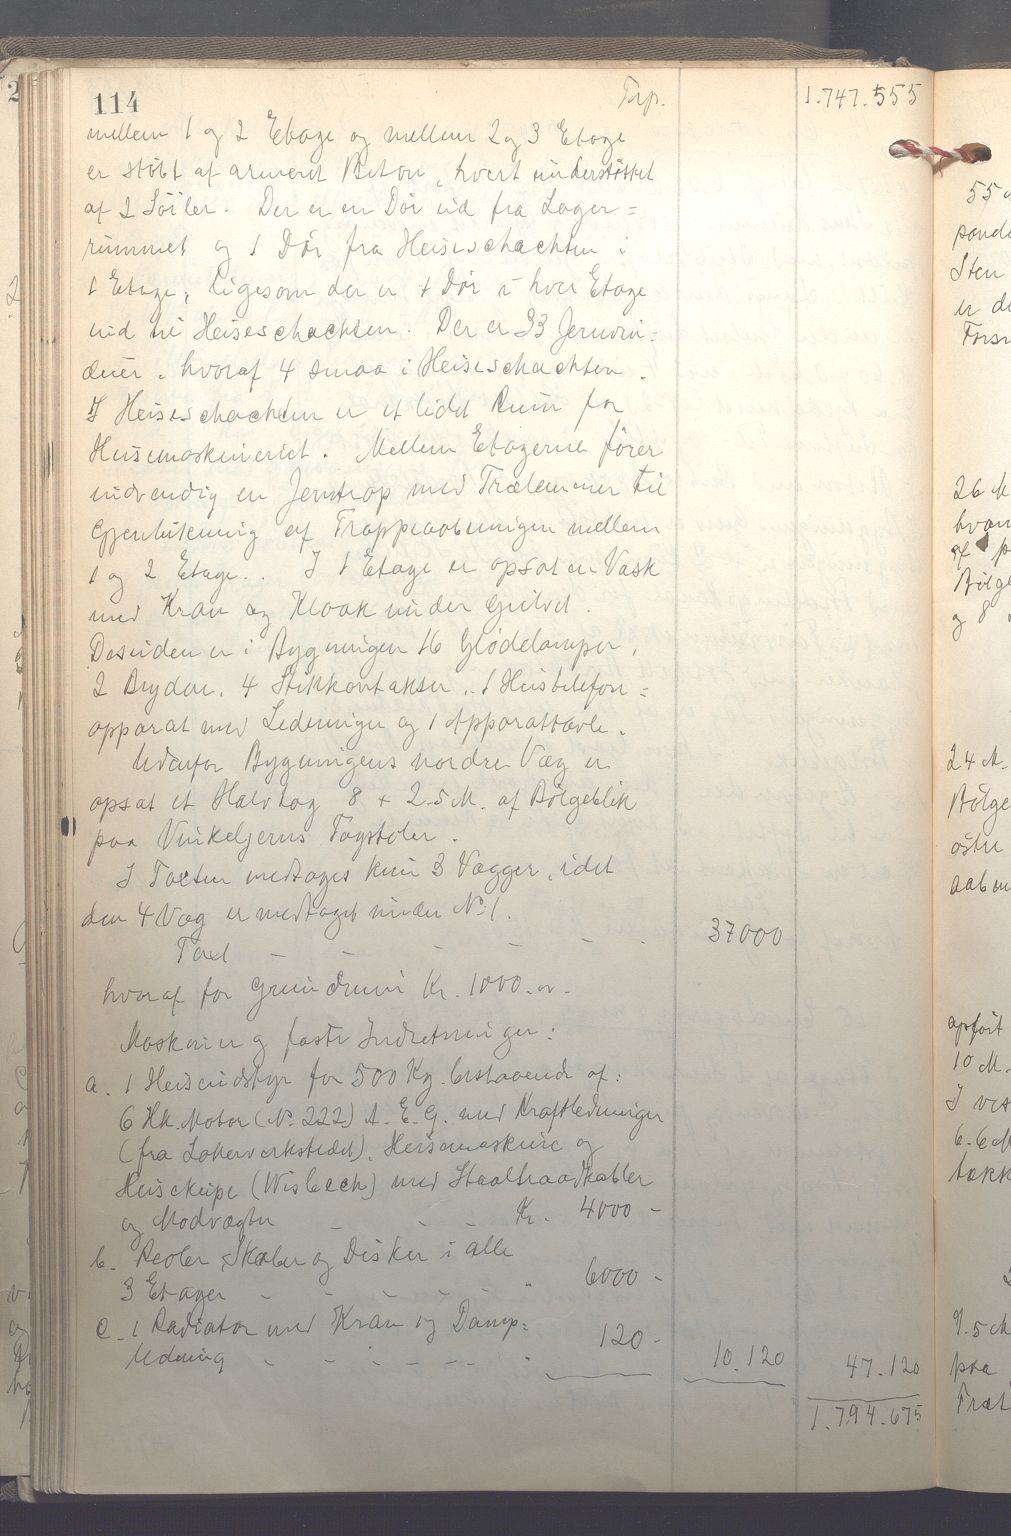 114
Trp. 1.747.555
mellem 1 og 2 Etage og mellem 2 og 3 Etage
er støbt af armeret Beton, hvert understøttet
af 2 Söiler. Der er en Dör ud fra Lager=
rummet og 1 Dör fra Heiseschachten i
1 Etage, ligesom der er 1 Dör i hver Etage
ind til Heiseschachten. Der er 33 Jernvin=
duer, hvoraf 4 smaa i Heiseschachten.
I Heiseschachten er et lidet Rum for
Heisemaskineriet. Mellem Etagerne förer
indvendig en Jerntrap med Trælemmer til
Gjenlukning af Trappeaabningen mellem
1 og 2 Etage. I 1 Etage er opsat en Vask
med Kran og Kloak under Gulvet.
Desuden er i Bygningen 16 Glödelamper,
2 Brydere, 4 Stikkontakter, 1 Heistelefon=
apparat med Ledninger og 1 Apparattavle.
Udenfor Bygningens nordre Væg er
opsat et Halvtag 8 + 2.5 M. af Bölgeblik
paa Vinkeljerns Tagstoler.
I Taxten medtages kun 3 Vægger, idet
den 4 Væg er medtaget under No 1.
Taxt - - - - - . 37000
hvoraf for Grundmur Kr. 1000.-
Maskiner og faste Indretninger:
a. 1 Heiseudstyr for 500 Kg. bestaaende af:
6 Hk. Motor (No 222) A. E. G. med Kraftledninger
(fra Lakerverkstedet), Heisemaskine og
Heisekupe (Wisbech) med Staaltraadkabler
og Modvægter - - - Kr. 4000 -
b. Reoler, Skaber og Disker i alle
3 Etager - - - - - " 6000 -
c. 1 Radiator med Kran og Damp=
ledning - - - - - - " 120 -
10.120 47.120
1.794.675